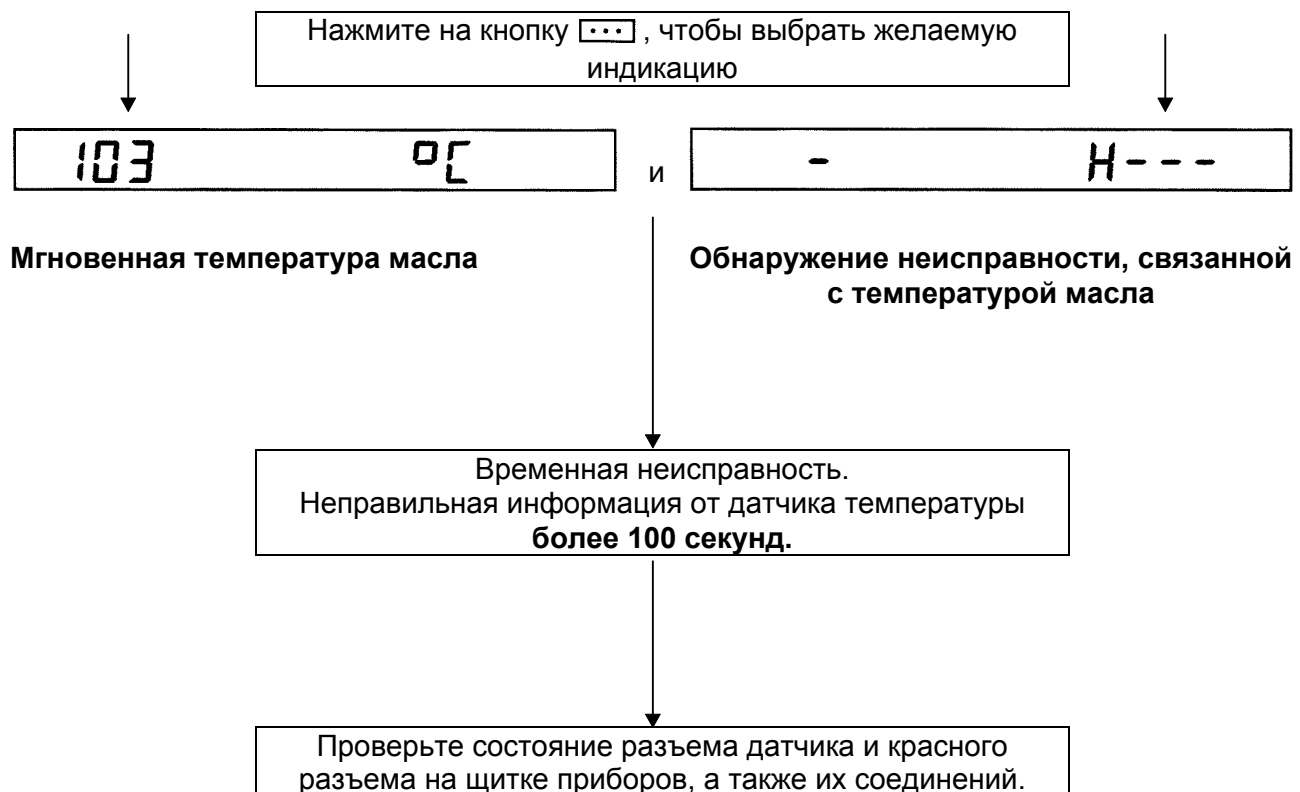 Нажмите на кнопку ..., чтобы выбрать желаемую
индикацию
103 °C
и
- H---
Мгновенная температура масла
Обнаружение неисправности, связанной
с температурой масла
Временная неисправность.
Неправильная информация от датчика температуры
более 100 секунд.
Проверьте состояние разъема датчика и красного
разъема на щитке приборов, а также их соединений.